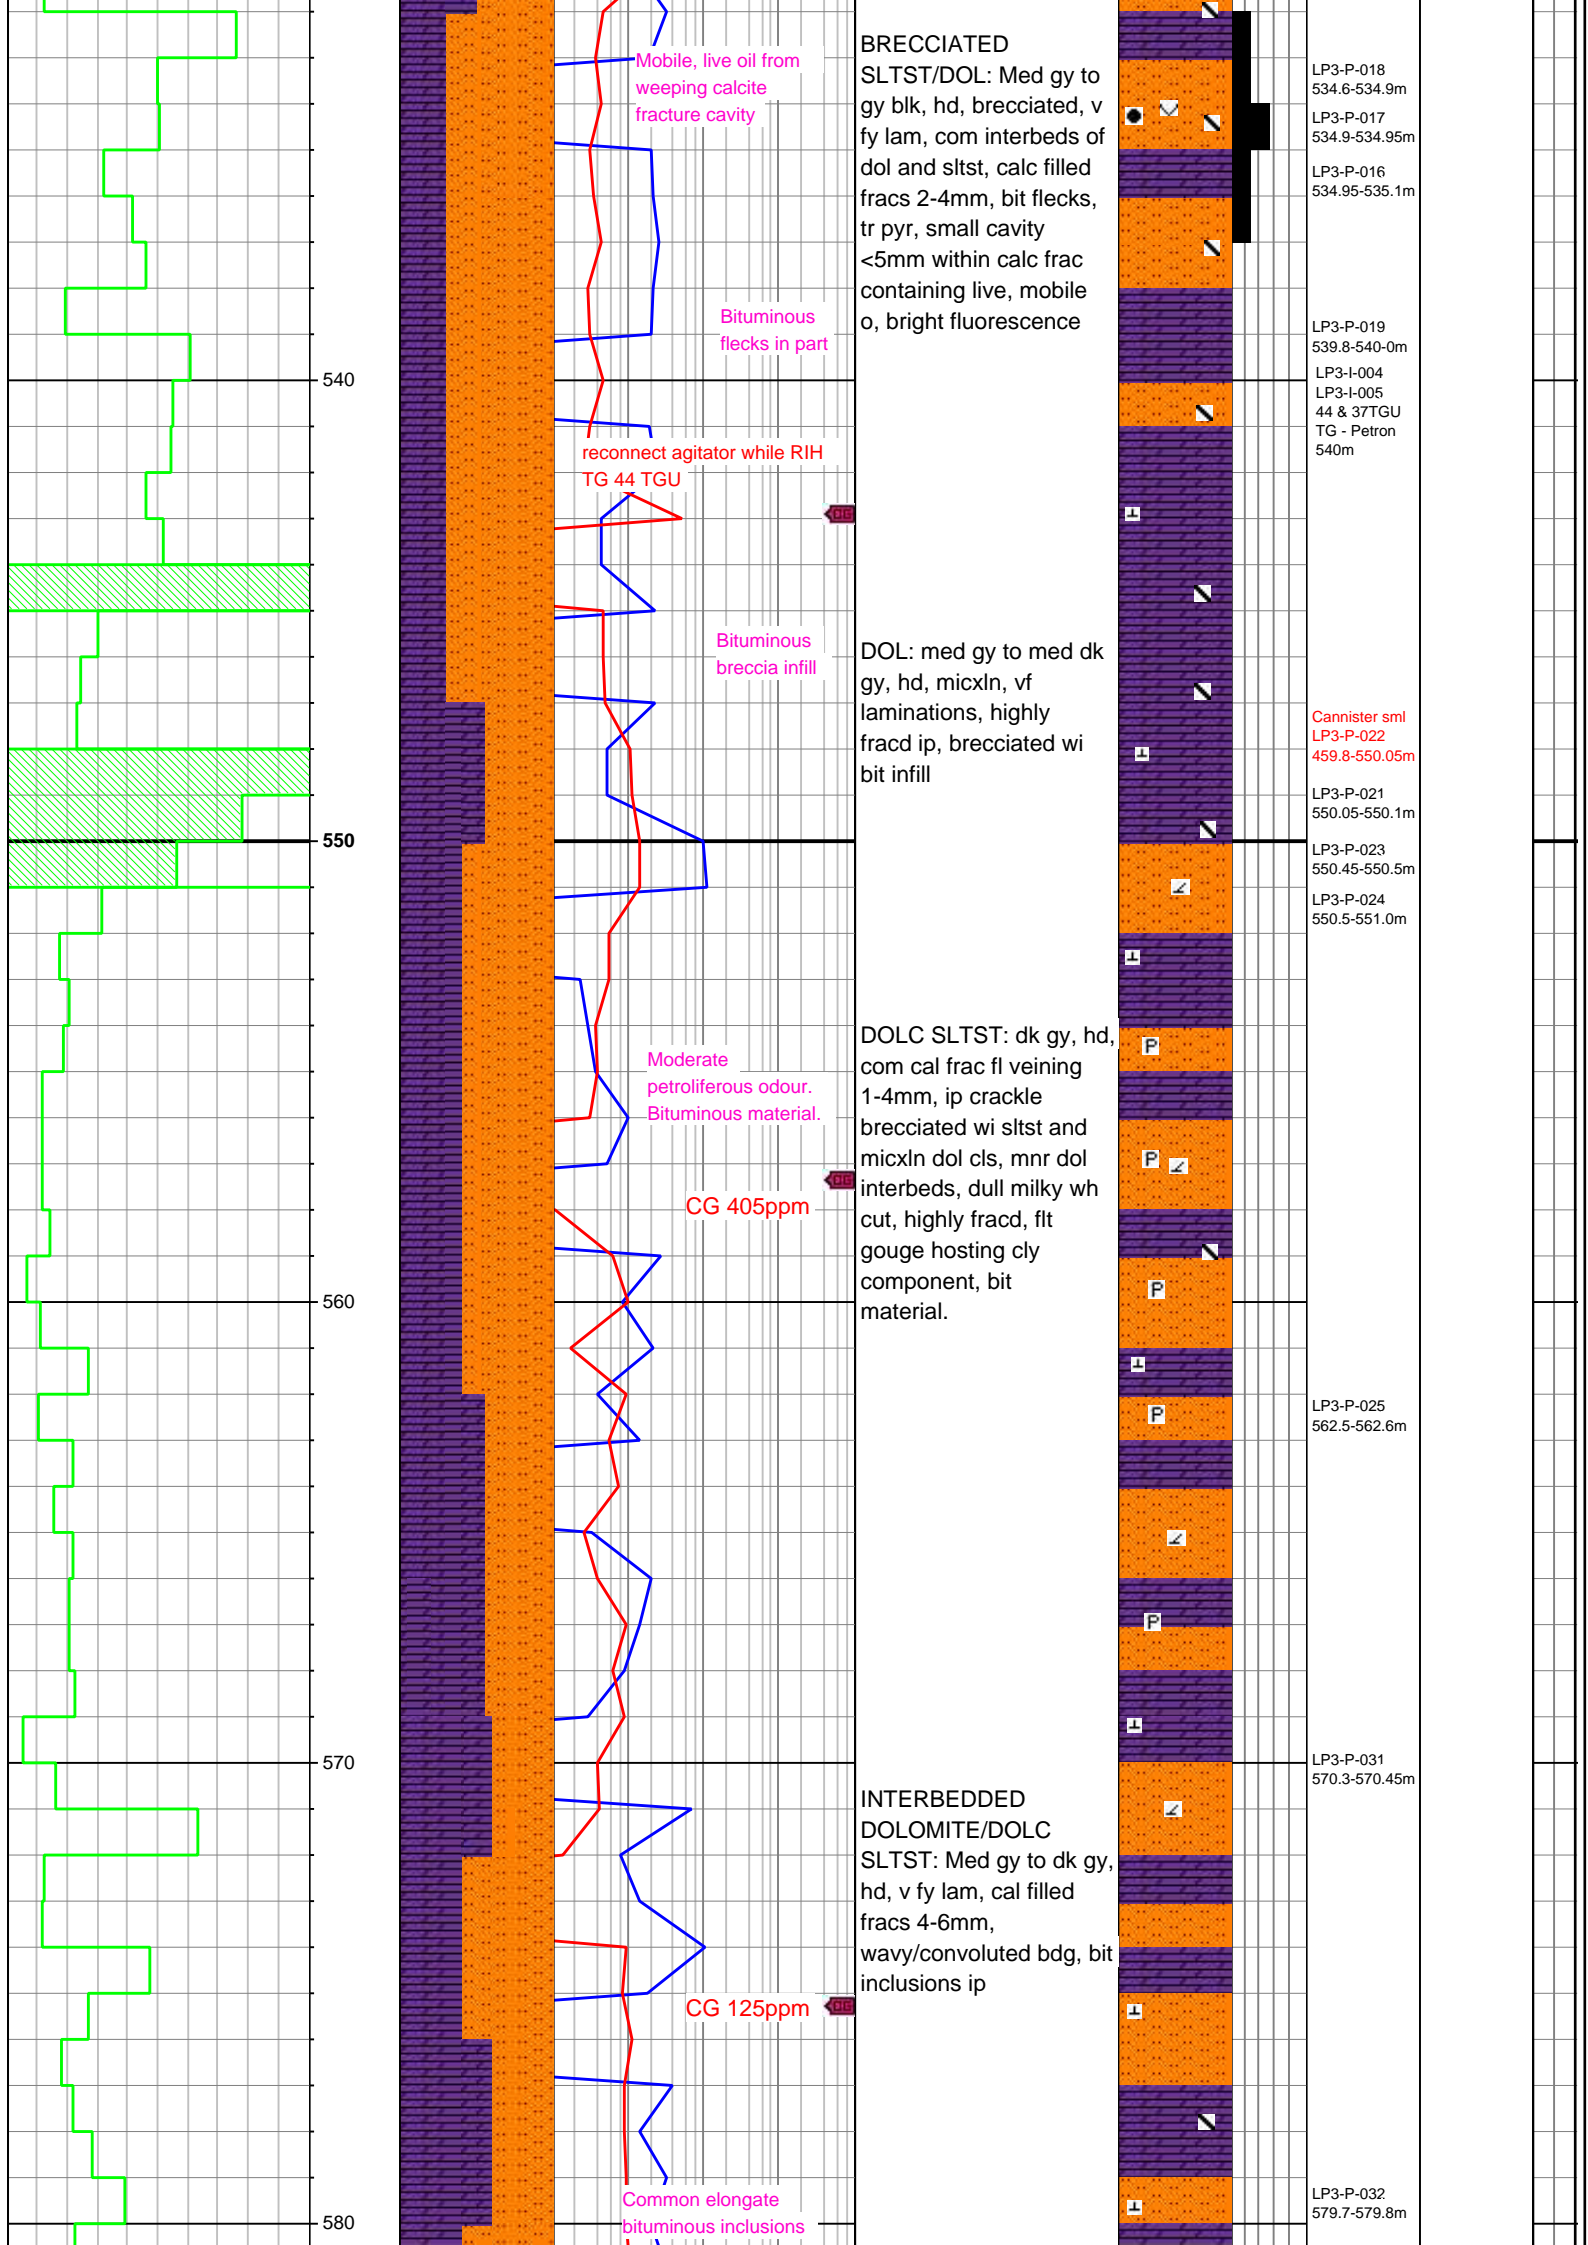 540
550
560
570
580
Mobile, live oil from
weeping calcite
fracture cavity
Bituminous
flecks in part
reconnect agitator while RIH
TG 44 TGU
Bituminous
breccia infill
Moderate
petroliferous odour.
Bituminous material.
CG 405ppm
CG 125ppm
Common elongate
bituminous inclusions
CG
CG
CG
BRECCIATED
SLTST/DOL: Med gy to
gy blk, hd, brecciated, v
fy lam, com interbeds of
dol and sltst, calc filled
fracs 2-4mm, bit flecks,
tr pyr, small cavity
<5mm within calc frac
containing live, mobile
o, bright fluorescence
DOL: med gy to med dk
gy, hd, micxln, vf
laminations, highly
fracd ip, brecciated wi
bit infill
DOLC SLTST: dk gy, hd,
com cal frac fl veining
1-4mm, ip crackle
brecciated wi sltst and
micxln dol cls, mnr dol
interbeds, dull milky wh
cut, highly fracd, flt
gouge hosting cly
component, bit
material.
INTERBEDDED
DOLOMITE/DOLC
SLTST: Med gy to dk gy,
hd, v fy lam, cal filled
fracs 4-6mm,
wavy/convoluted bdg, bit
inclusions ip
P
P
P
P
P
LP3-P-018
534.6-534.9m
LP3-P-017
534.9-534.95m
LP3-P-016
534.95-535.1m
LP3-P-019
539.8-540-0m
LP3-I-004
LP3-I-005
44 & 37TGU
TG - Petron
540m
Cannister sml
LP3-P-022
459.8-550.05m
LP3-P-021
550.05-550.1m
LP3-P-023
550.45-550.5m
LP3-P-024
550.5-551.0m
LP3-P-025
562.5-562.6m
LP3-P-031
570.3-570.45m
LP3-P-032
579.7-579.8m